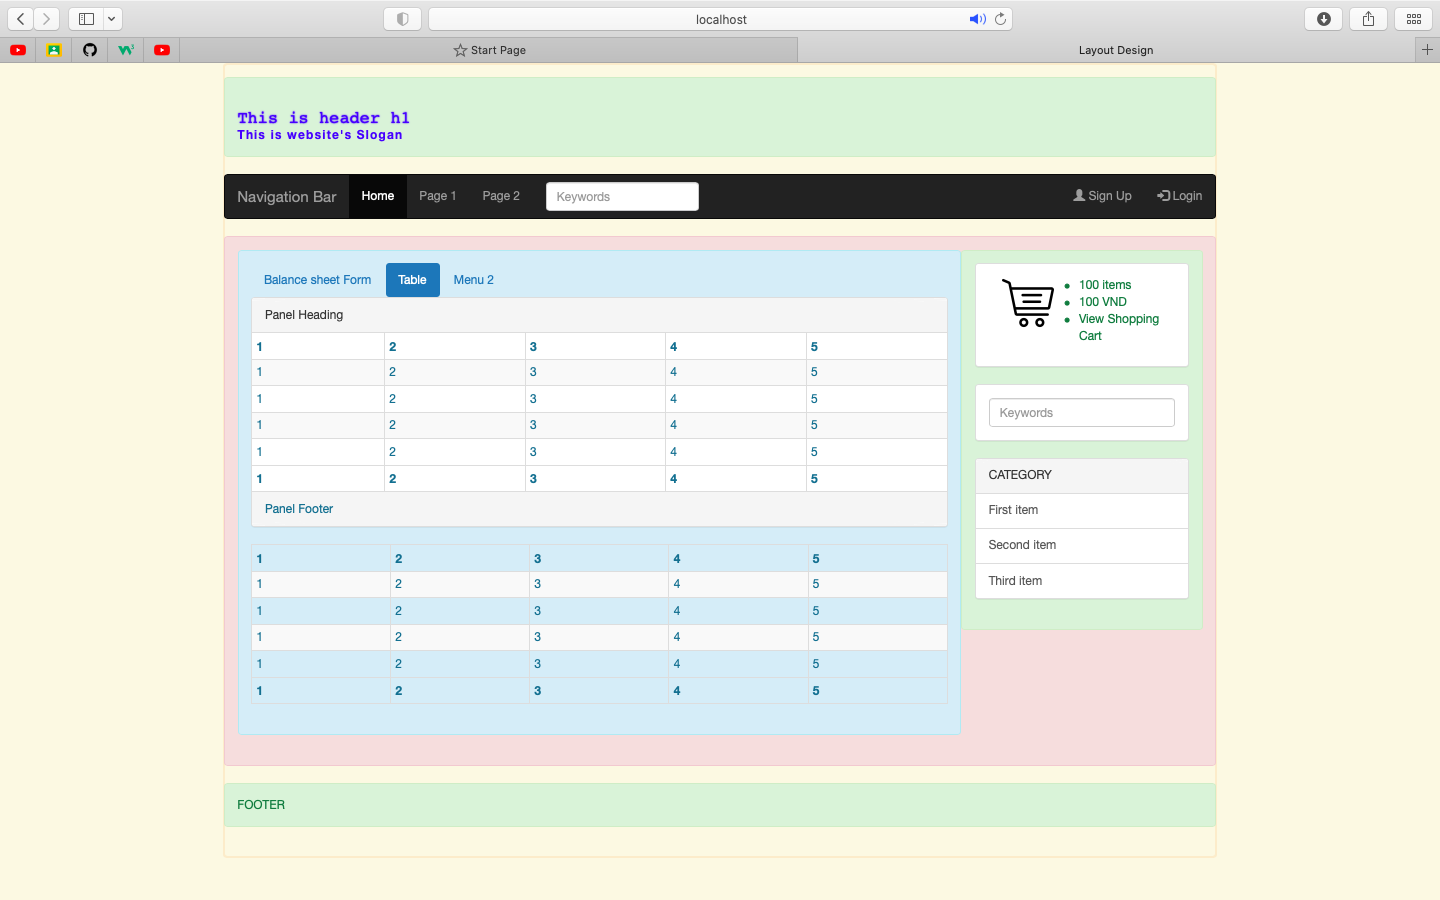 localhost
Start Page
Layout Design
This is header h1
This is website's Slogan
Navigation Bar Home Page 1 Page 2 Keywords Sign Up Login
Balance sheet Form Table Menu 2
Panel Heading
1 2 3 4 5
1 2 3 4 5
1 2 3 4 5
1 2 3 4 5
1 2 3 4 5
1 2 3 4 5
Panel Footer
1 2 3 4 5
1 2 3 4 5
1 2 3 4 5
1 2 3 4 5
1 2 3 4 5
1 2 3 4 5
100 items
100 VND
View Shopping
Cart
Keywords
CATEGORY
First item
Second item
Third item
FOOTER